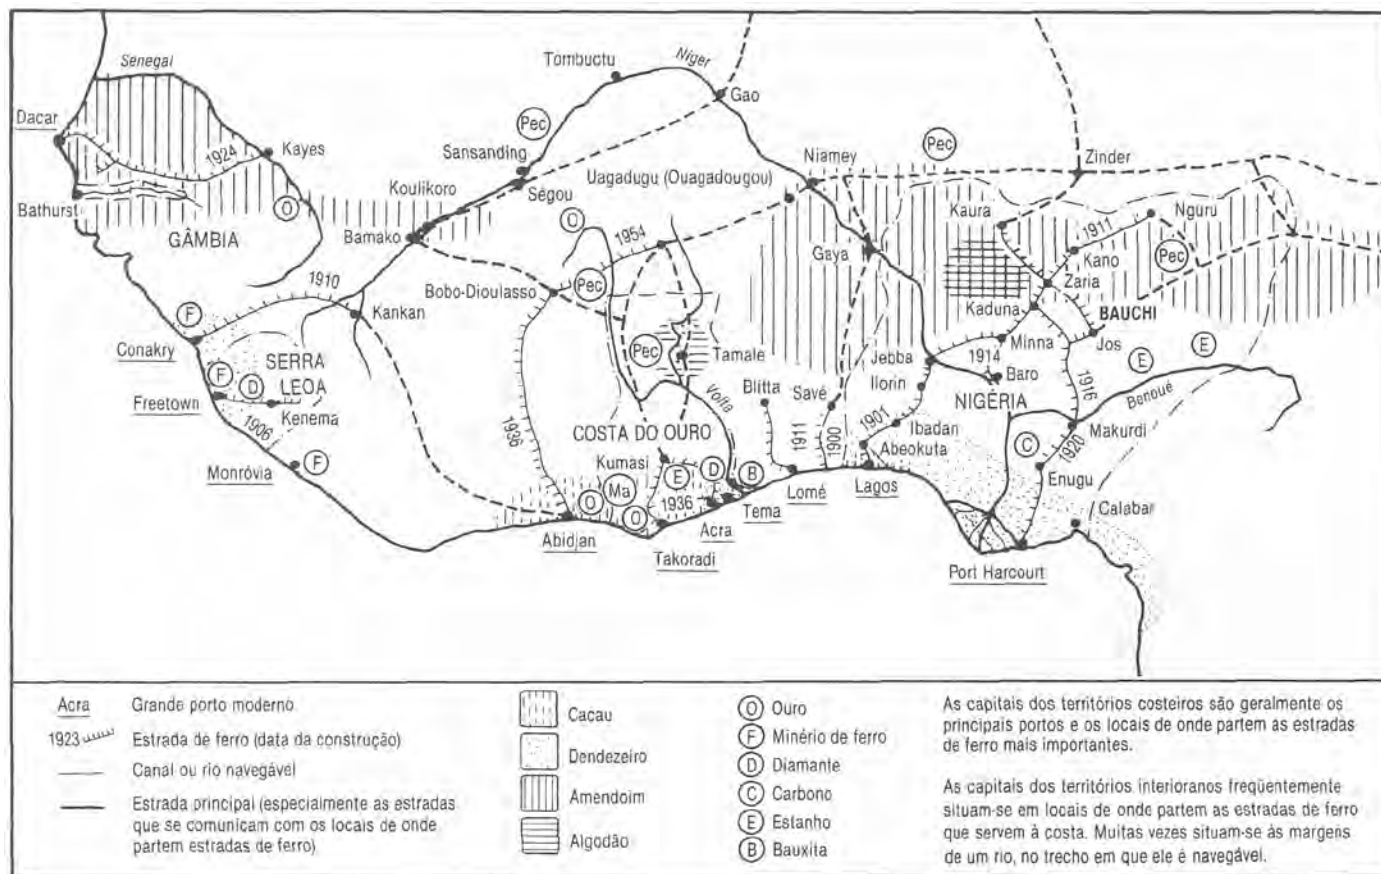 Senegal
Tombuctu
Niger
Gao
Dacar
1924
Kayes
Pec
Sansanding
Niamey
Pec
Zinder
Bathurst
Koulikoro
Ségou
Uagadugu (Ouagadougou)
O
GÂMBIA
Bamako
O
1954
Kaura
1911
Nguru
Gaya
Kano
Pec
Bobo-Dioulasso
Pec
Zaria
1910
Kankan
Kaduna
BAUCHI
F
Conakry
SERRA
LEOA
Pec
Tamale
Jebba
Minna
Jos
1914
F
D
Freetown
Kenema
1906
Volta
Blitta
Savé
Ilorin
Baro
NIGÉRIA
1916
E
E
Benoué
1936
COSTA DO OURO
1911
1900
1901
Ibadan
Abeokuta
Makurdi
Monróvia
F
Kumasi
E
D
B
C
1920
Enugu
O
Ma
O
1936
Lomé
Lagos
Calabar
Abidjan
Acra
Tema
Takoradi
Port Harcourt
Acra Grande porto moderno
1923 Estrada de ferro (data da construção)
Canal ou rio navegável
Estrada principal (especialmente as estradas
que se comunicam com os locais de onde
partem estradas de ferro)
Cacau
Dendezeiro
Amendoim
Algodão
O Ouro
F Minério de ferro
D Diamante
C Carbono
E Estanho
B Bauxita
As capitais dos territórios costeiros são geralmente os
principais portos e os locais de onde partem as estradas
de ferro mais importantes.
As capitais dos territórios interioranos freqüentemente
situam-se em locais de onde partem as estradas de ferro
que servem à costa. Muitas vezes situam-se às margens
de um rio, no trecho em que ele é navegável.